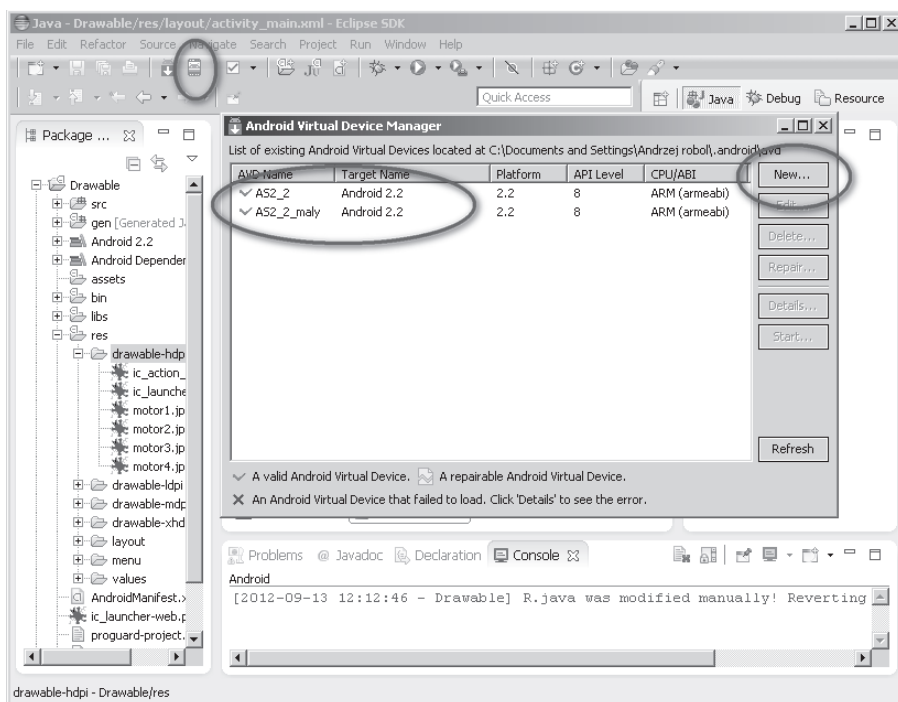 Java - Drawable/res/layout/activity_main.xml - Eclipse SDK
File Edit Refactor Source Navigate Search Project Run Window Help
Quick Access
Java Debug Resource
Package ...
Drawable
src
gen [Generated J
Android 2.2
Android Depender
assets
bin
libs
res
drawable-hdp
ic_action_
ic_launche
motor1.jp
motor2.jp
motor3.jp
motor4.jp
drawable-ldpi
drawable-mdp
drawable-xhd
layout
menu
values
AndroidManifest.x
ic_launcher-web.p
proguard-project.
Android Virtual Device Manager
List of existing Android Virtual Devices located at C:\Documents and Settings\Andrzej robol\.android\avd
AVD Name Target Name Platform API Level CPU/ABI
AS2_2 Android 2.2 2.2 8 ARM (armeabi)
AS2_2_maly Android 2.2 2.2 8 ARM (armeabi)
New...
Edit...
Delete...
Repair...
Details...
Start...
Refresh
A valid Android Virtual Device. A repairable Android Virtual Device.
An Android Virtual Device that failed to load. Click 'Details' to see the error.
Problems @ Javadoc Declaration Console
Android
[2012-09-13 12:12:46 - Drawable] R.java was modified manually! Reverting
drawable-hdpi - Drawable/res